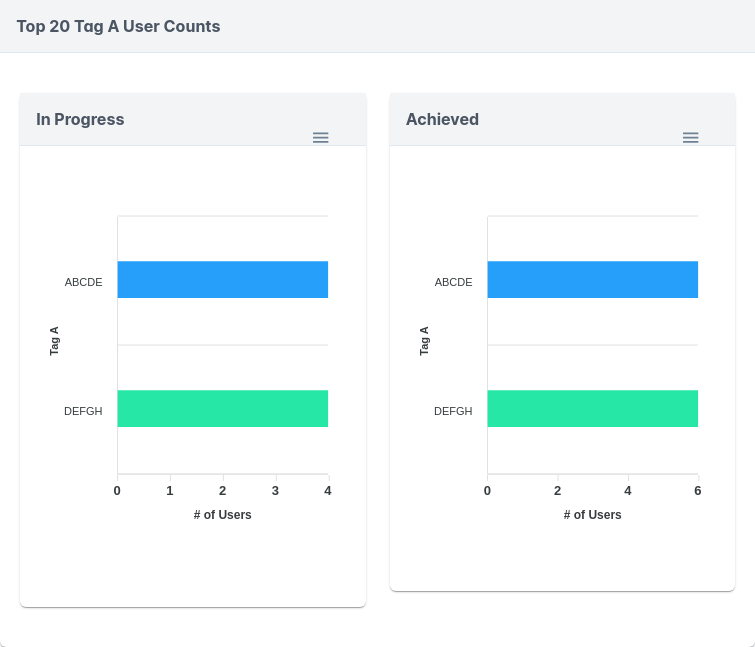 Top 20 Tag A User Counts
In Progress
ABCDE
Tag A
DEFGH
0 1 2 3 4
# of Users
Achieved
ABCDE
Tag A
DEFGH
0 2 4 6
# of Users